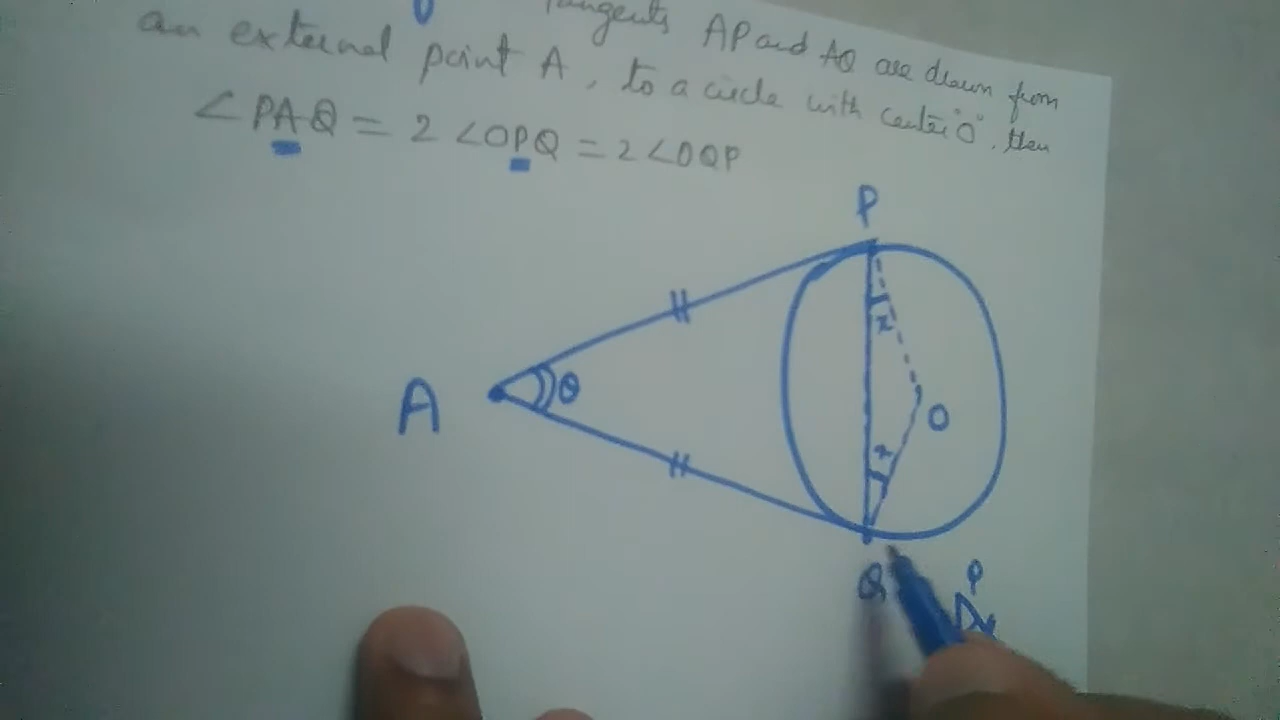 Tangents AP and AQ are drawn from
an external point A, to a circle with center "O", then
∠PAQ = 2 ∠OPQ = 2 ∠OQP
P
A
θ
x
O
x
Q
P